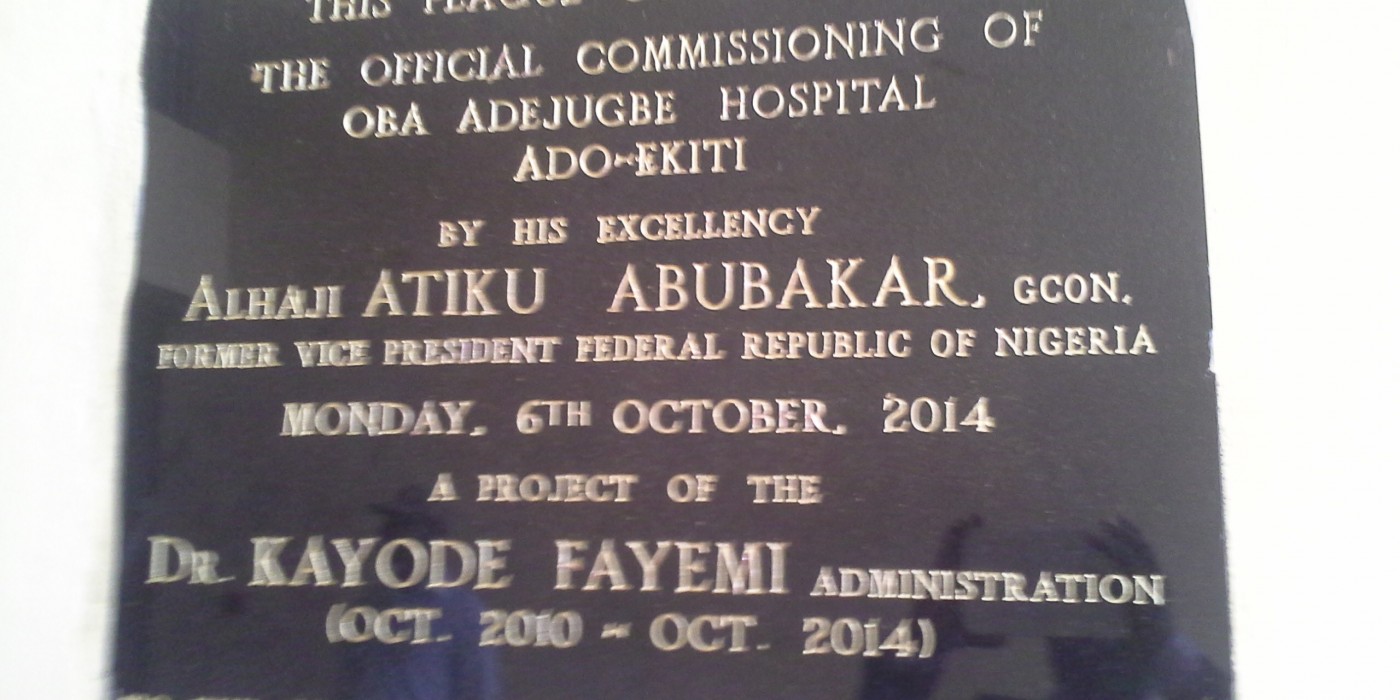 THIS PLAQUE
THE OFFICIAL COMMISSIONING OF
OBA ADEJUGBE HOSPITAL
ADO-EKITI
BY HIS EXCELLENCY
ALHAJI ATIKU ABUBAKAR, GCON.
FORMER VICE PRESIDENT FEDERAL REPUBLIC OF NIGERIA
MONDAY, 6TH OCTOBER, 2014
A PROJECT OF THE
DR. KAYODE FAYEMI ADMINISTRATION
(OCT. 2010 - OCT. 2014)